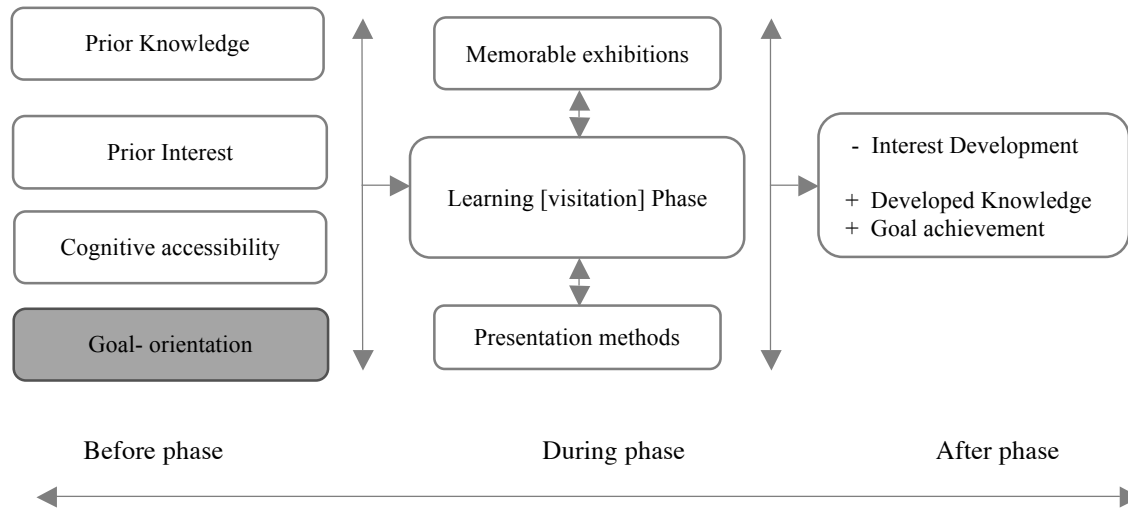 Prior Knowledge
Prior Interest
Cognitive accessibility
Goal- orientation
Memorable exhibitions
Learning [visitation] Phase
Presentation methods
- Interest Development
+ Developed Knowledge
+ Goal achievement
Before phase
During phase
After phase